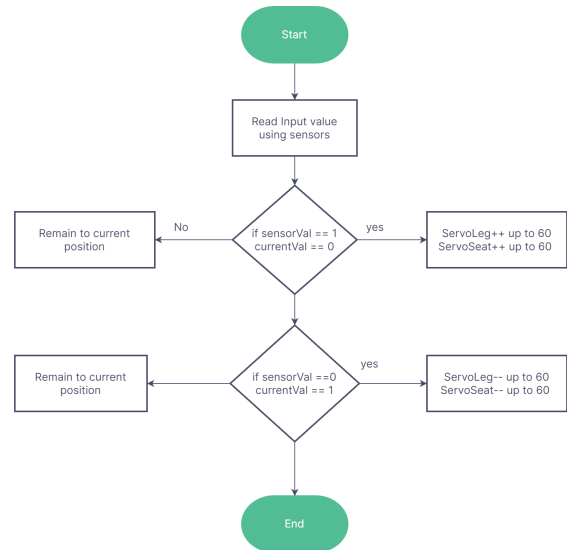 Start
Read Input value
using sensors
No
yes
Remain to current
position
if sensorVal == 1
currentVal == 0
ServoLeg++ up to 60
ServoSeat++ up to 60
yes
Remain to current
position
if sensorVal ==0
currentVal == 1
ServoLeg-- up to 60
ServoSeat-- up to 60
End